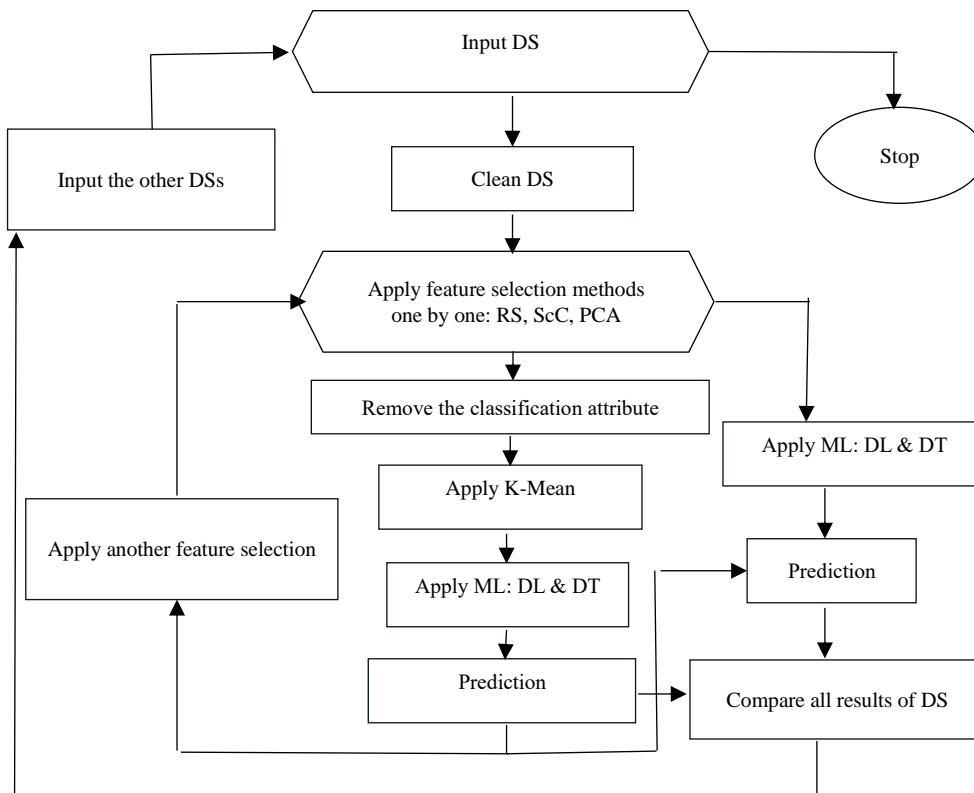 Input DS
Input the other DSs
Stop
Clean DS
Apply feature selection methods
one by one: RS, ScC, PCA
Remove the classification attribute
Apply ML: DL & DT
Apply K-Mean
Apply another feature selection
Prediction
Apply ML: DL & DT
Prediction
Compare all results of DS